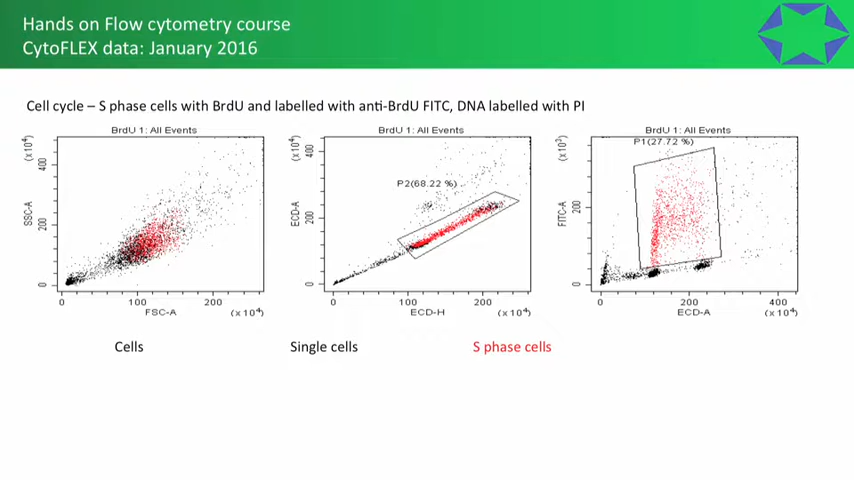 Hands on Flow cytometry course
CytoFLEX data: January 2016
Cell cycle – S phase cells with BrdU and labelled with anti-BrdU FITC, DNA labelled with PI
BrdU 1: All Events
(x10⁴)
SSC-A
400
200
0
0 100 200
FSC-A (x10⁴)
BrdU 1: All Events
(x10⁴)
ECD-A
400
200
0
P2(68.22 %)
0 100 200
ECD-H (x10⁴)
BrdU 1: All Events
P1(27.72 %)
(x10³)
FITC-A
200
0
0 200 400
ECD-A (x10⁴)
Cells
Single cells
S phase cells